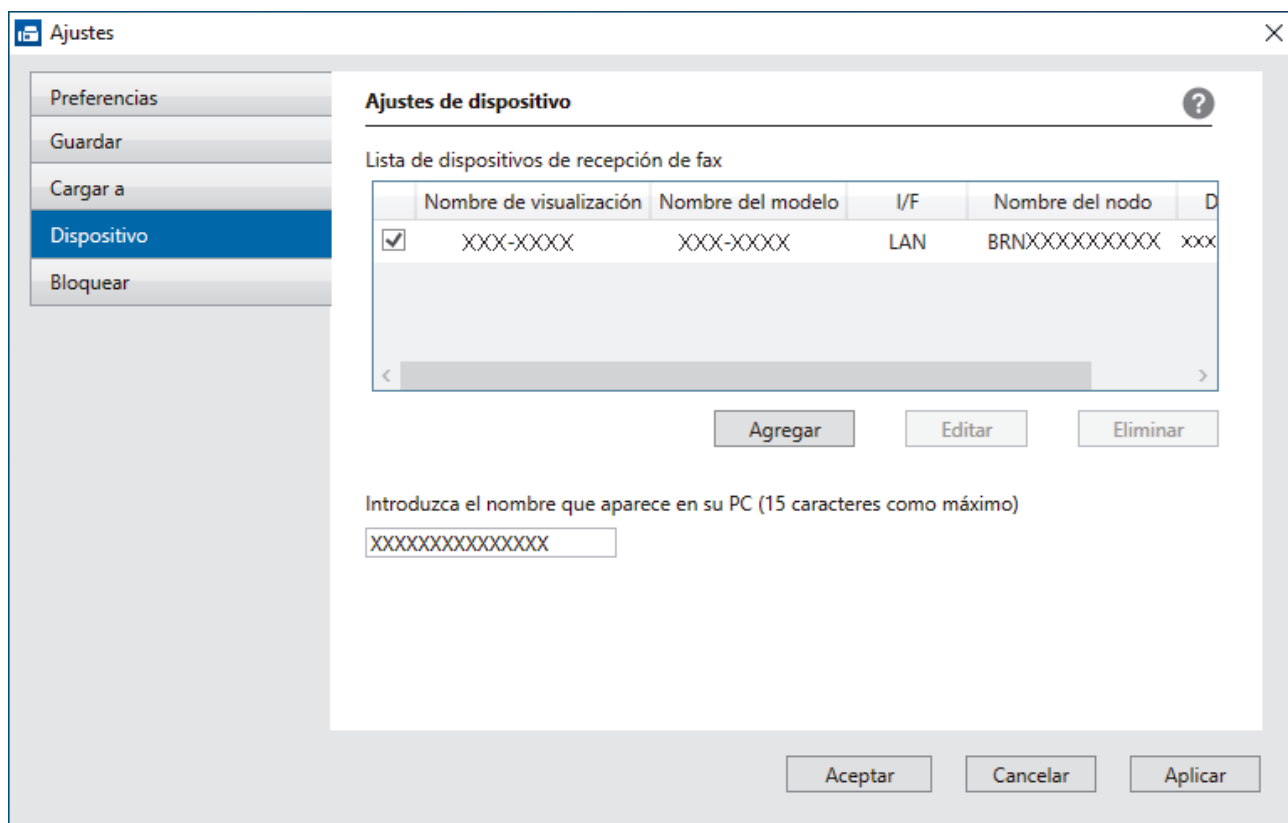 Ajustes
Preferencias
Guardar
Cargar a
Dispositivo
Bloquear
Ajustes de dispositivo
?
Lista de dispositivos de recepción de fax
Nombre de visualización Nombre del modelo I/F Nombre del nodo D
XXX-XXXX XXX-XXXX LAN BRNXXXXXXXXX xxx
Agregar Editar Eliminar
Introduzca el nombre que aparece en su PC (15 caracteres como máximo)
XXXXXXXXXXXXXXX
Aceptar Cancelar Aplicar